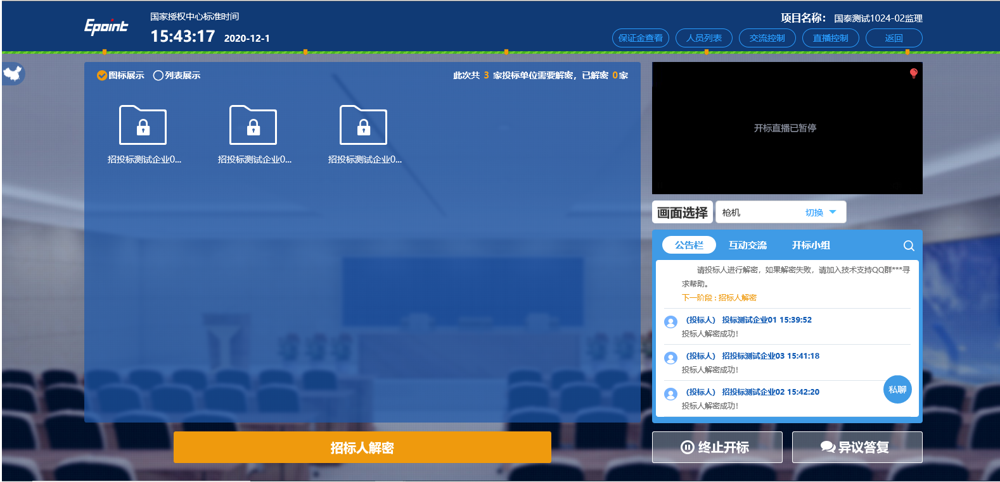 Epoint
国家授权中心标准时间
15:43:17 2020-12-1
项目名称： 国泰测试1024-02监理
保证金查看 人员列表 交流控制 直播控制 返回
图标展示 列表展示
此次共 3 家投标单位需要解密，已解密 0家
招投标测试企业0... 招投标测试企业0... 招投标测试企业0...
开标直播已暂停
画面选择 枪机 切换
公告栏 互动交流 开标小组
请投标人进行解密，如果解密失败，请加入技术支持QQ群***寻
求帮助。
下一阶段 : 招标人解密
（投标人） 投标测试企业01 15:39:52
投标人解密成功！
（投标人） 招投标测试企业03 15:41:18
投标人解密成功！
（投标人） 招投标测试企业02 15:42:20
投标人解密成功！
私聊
招标人解密
终止开标
异议答复